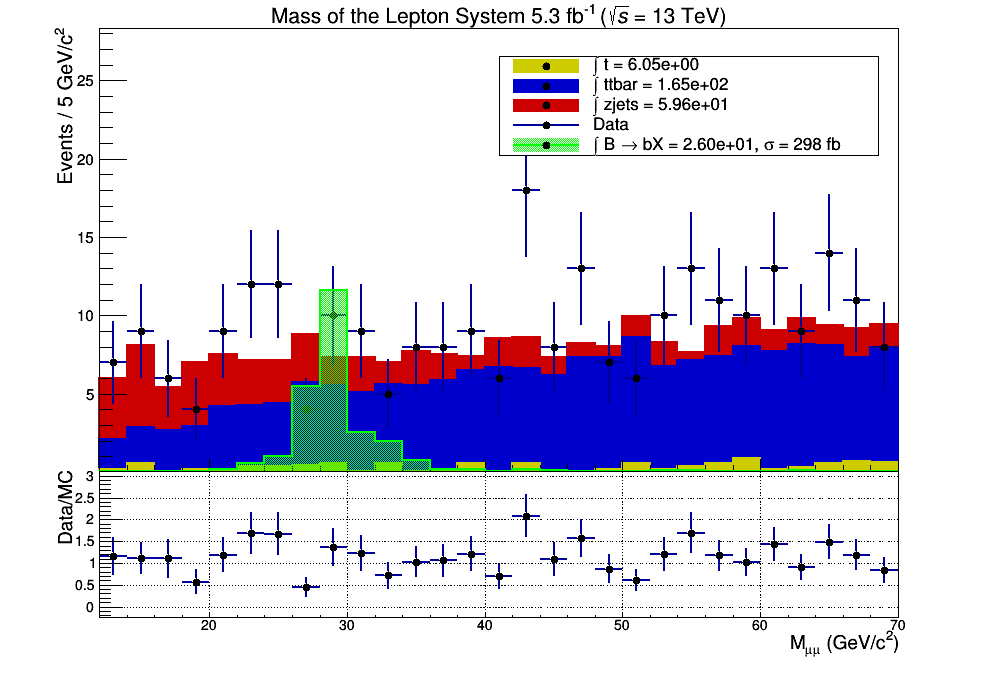 Mass of the Lepton System 5.3 fb⁻¹ (√s = 13 TeV)
Events / 5 GeV/c²
25
20
15
10
5
∫ t = 6.05e+00
∫ ttbar = 1.65e+02
∫ zjets = 5.96e+01
Data
∫ B → bX = 2.60e+01, σ = 298 fb
Data/MC
3
2.5
2
1.5
1
0.5
0
20 30 40 50 60 70
M_μμ (GeV/c²)